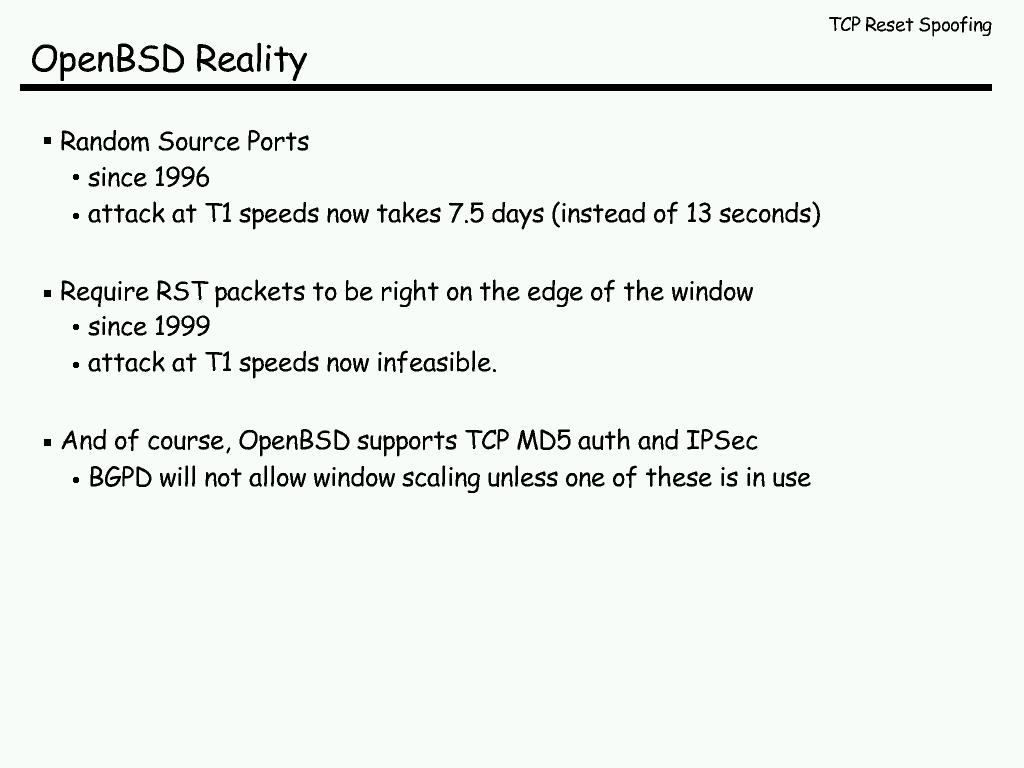 TCP Reset Spoofing
OpenBSD Reality
▪ Random Source Ports
• since 1996
• attack at T1 speeds now takes 7.5 days (instead of 13 seconds)
▪ Require RST packets to be right on the edge of the window
• since 1999
• attack at T1 speeds now infeasible.
▪ And of course, OpenBSD supports TCP MD5 auth and IPSec
• BGPD will not allow window scaling unless one of these is in use